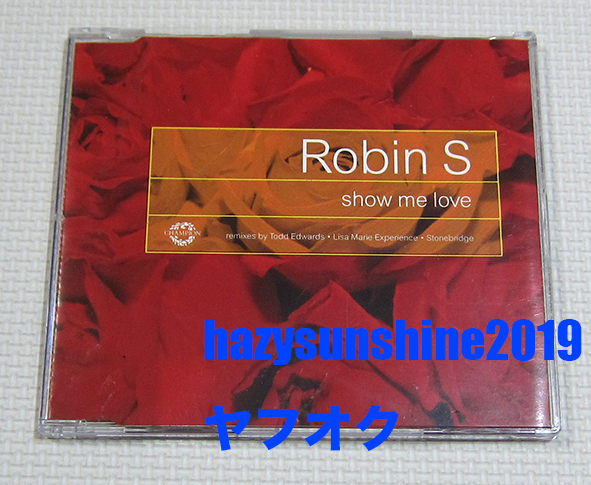 Robin S
show me love
CHAMPION
remixes by Todd Edwards • Lisa Marie Experience • Stonebridge
hazysunshine2019
ヤフオク